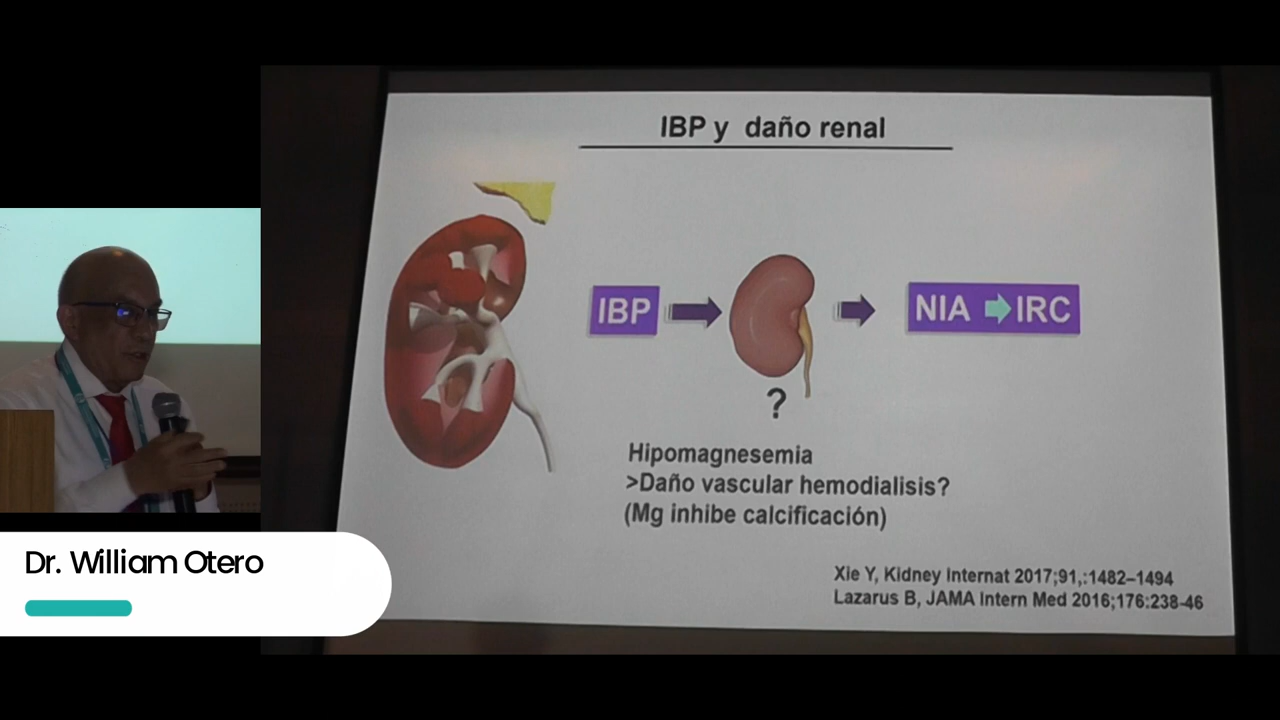 IBP y daño renal
IBP
NIA IRC
?
Hipomagnesemia
>Daño vascular hemodialisis?
(Mg inhibe calcificación)
Xie Y, Kidney Internat 2017;91,:1482–1494
Lazarus B, JAMA Intern Med 2016;176:238-46
Dr. William Otero